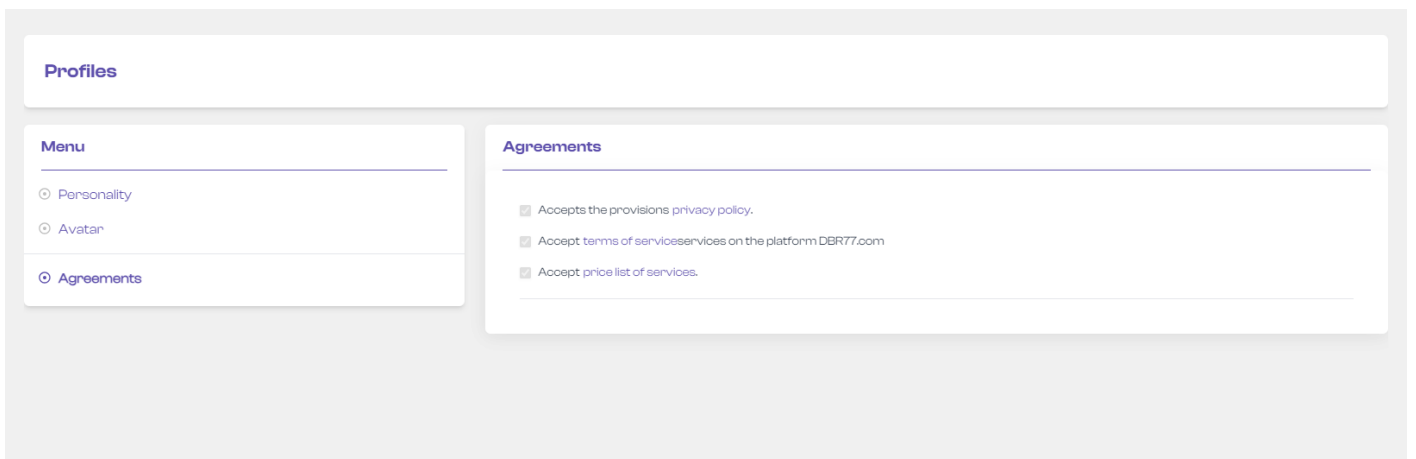 Profiles
Menu
Personality
Avatar
Agreements
Agreements
Accepts the provisions privacy policy.
Accept terms of serviceservices on the platform DBR77.com
Accept price list of services.